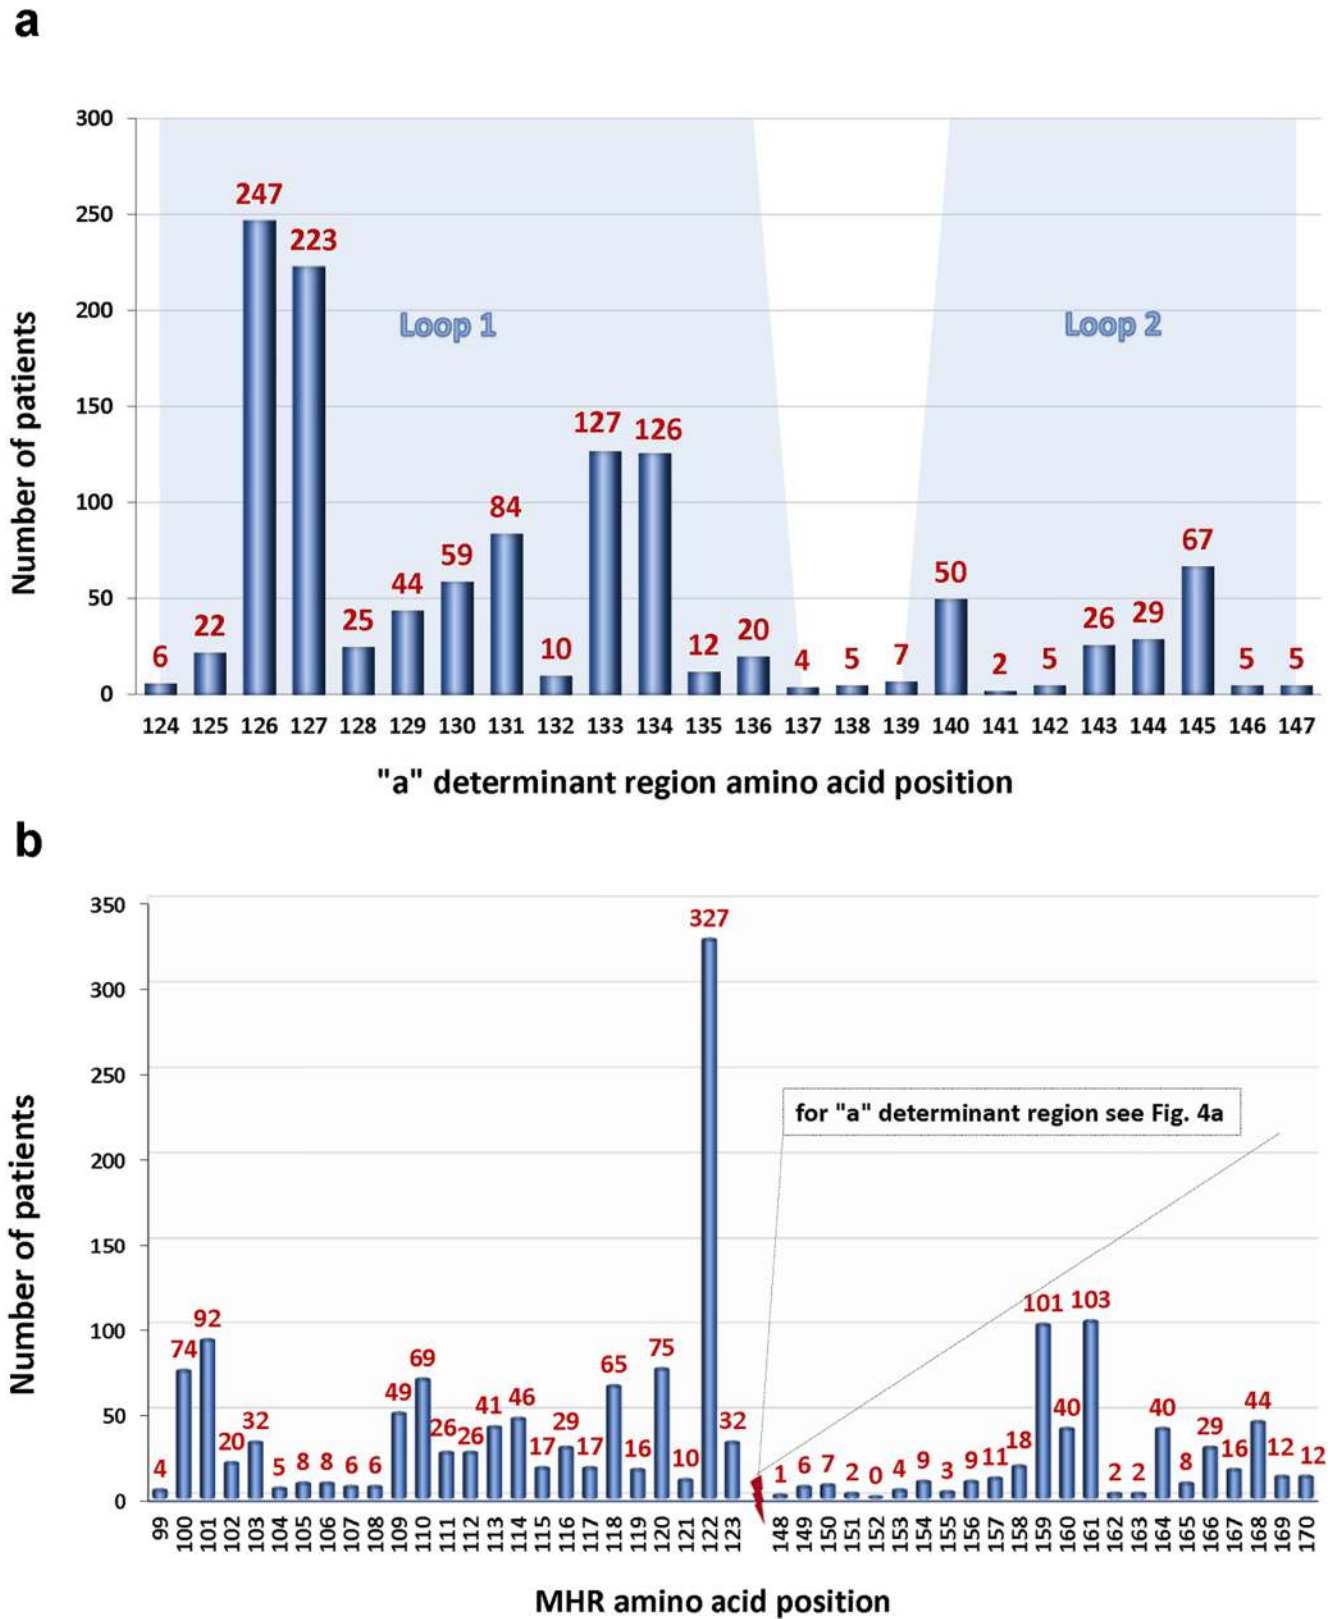 a
300
250
200
150
100
50
0
Number of patients
Loop 1
Loop 2
6 22 247 223 25 44 59 84 10 127 126 12 20 4 5 7 50 2 5 26 29 67 5 5
124 125 126 127 128 129 130 131 132 133 134 135 136 137 138 139 140 141 142 143 144 145 146 147
"a" determinant region amino acid position
b
350
300
250
200
150
100
50
0
Number of patients
for "a" determinant region see Fig. 4a
4 74 92 20 32 5 8 8 6 6 49 69 26 26 41 46 17 29 17 65 16 75 10 327 32 1 6 7 2 0 4 9 3 9 11 18 101 40 103 2 2 40 8 29 16 44 12 12
99 100 101 102 103 104 105 106 107 108 109 110 111 112 113 114 115 116 117 118 119 120 121 122 123 148 149 150 151 152 153 154 155 156 157 158 159 160 161 162 163 164 165 166 167 168 169 170
MHR amino acid position